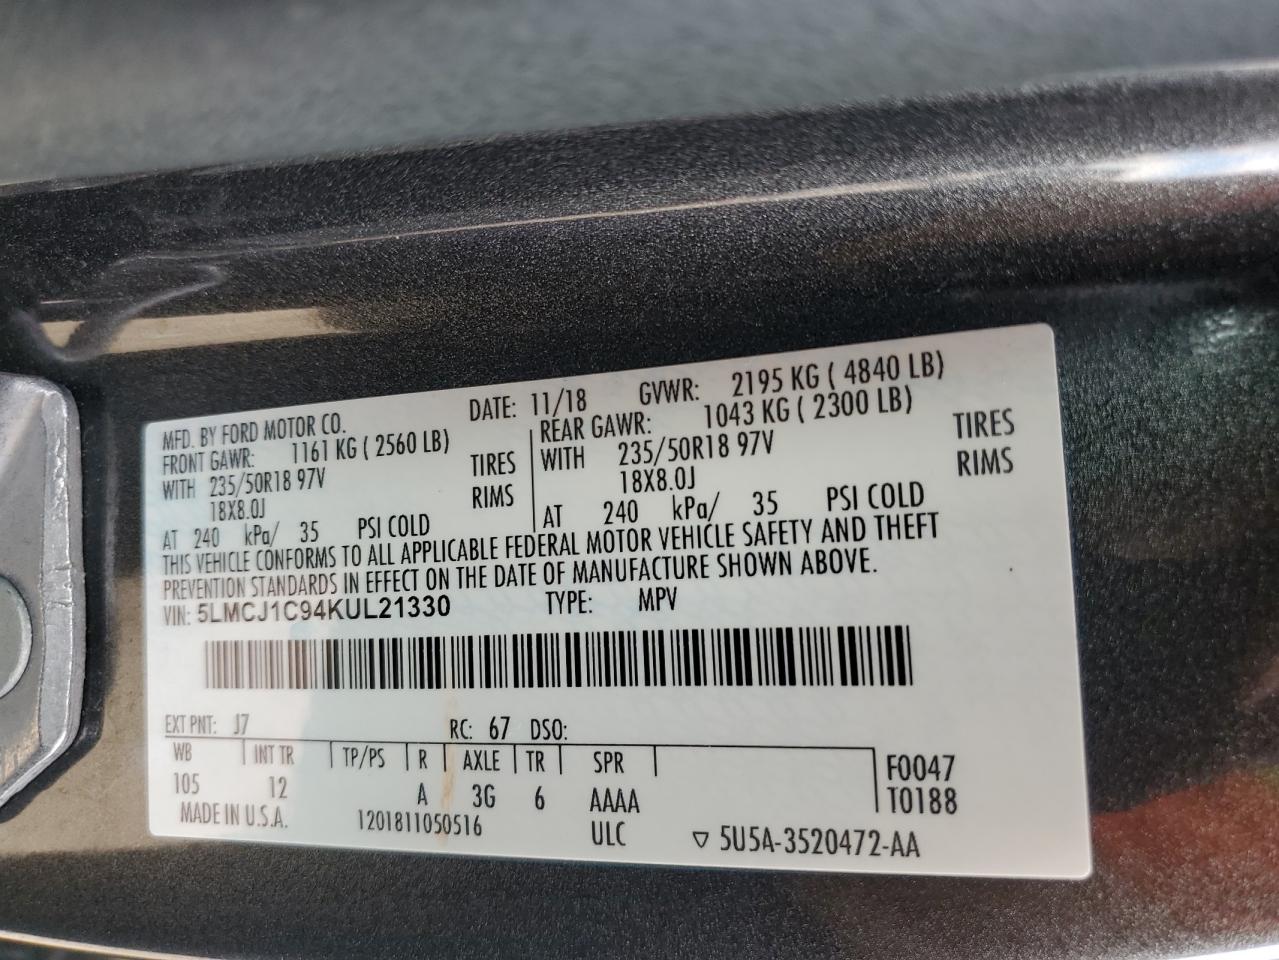 MFD. BY FORD MOTOR CO.
DATE: 11/18 GVWR: 2195 KG ( 4840 LB)
FRONT GAWR: 1161 KG ( 2560 LB)
WITH 235/50R18 97V TIRES
18X8.0J RIMS
AT 240 kPa/ 35 PSI COLD
REAR GAWR: 1043 KG ( 2300 LB)
WITH 235/50R18 97V TIRES
18X8.0J RIMS
AT 240 kPa/ 35 PSI COLD
THIS VEHICLE CONFORMS TO ALL APPLICABLE FEDERAL MOTOR VEHICLE SAFETY AND THEFT
PREVENTION STANDARDS IN EFFECT ON THE DATE OF MANUFACTURE SHOWN ABOVE.
VIN: 5LMCJ1C94KUL21330 TYPE: MPV
EXT PNT: J7 RC: 67 DSO:
WB INT TR TP/PS R AXLE TR SPR
105 12 A 3G 6 AAAA
F0047
T0188
MADE IN U.S.A. 1201811050516 ULC ▽ 5U5A-3520472-AA